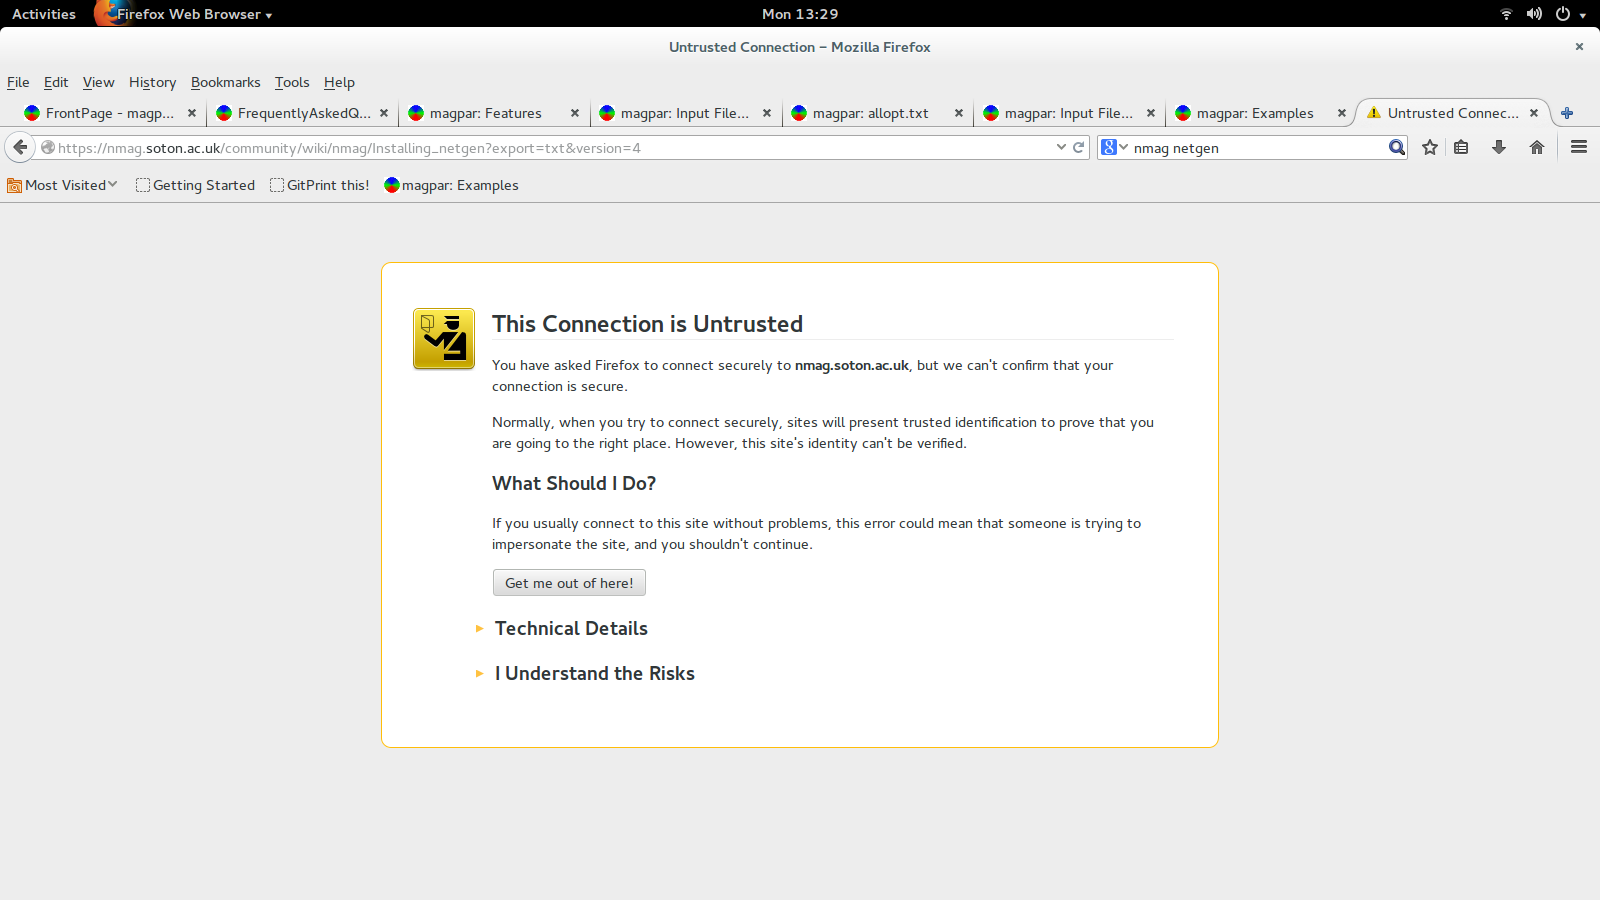 Activities Firefox Web Browser Mon 13:29
Untrusted Connection - Mozilla Firefox
File Edit View History Bookmarks Tools Help
FrontPage - magp... FrequentlyAskedQ... magpar: Features magpar: Input File... magpar: allopt.txt magpar: Input File... magpar: Examples Untrusted Connec...
https://nmag.soton.ac.uk/community/wiki/nmag/Installing_netgen?export=txt&version=4 nmag netgen
Most Visited Getting Started GitPrint this! magpar: Examples
This Connection is Untrusted
You have asked Firefox to connect securely to nmag.soton.ac.uk, but we can't confirm that your
connection is secure.
Normally, when you try to connect securely, sites will present trusted identification to prove that you
are going to the right place. However, this site's identity can't be verified.
What Should I Do?
If you usually connect to this site without problems, this error could mean that someone is trying to
impersonate the site, and you shouldn't continue.
Get me out of here!
Technical Details
I Understand the Risks